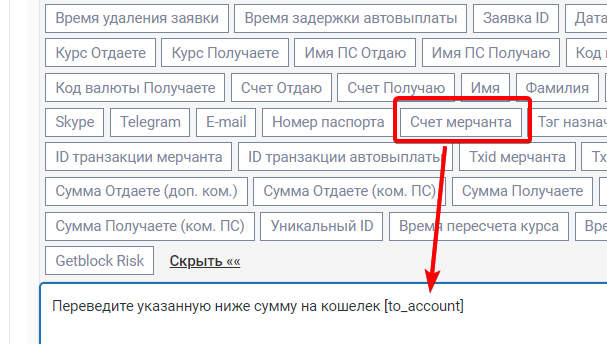 Время удаления заявки Время задержки автовыплаты Заявка ID Дата
Курс Отдаете Курс Получаете Имя ПС Отдаю Имя ПС Получаю Код
Код валюты Получаете Счет Отдаю Счет Получаю Имя Фамилия
Skype Telegram E-mail Номер паспорта Счет мерчанта Тэг назнач
ID транзакции мерчанта ID транзакции автовыплаты Txid мерчанта Tx
Сумма Отдаете (доп. ком.) Сумма Отдаете (ком. ПС) Сумма Получаете
Сумма Получаете (ком. ПС) Уникальный ID Время пересчета курса Вре
Getblock Risk Скрыть ««
Переведите указанную ниже сумму на кошелек [to_account]